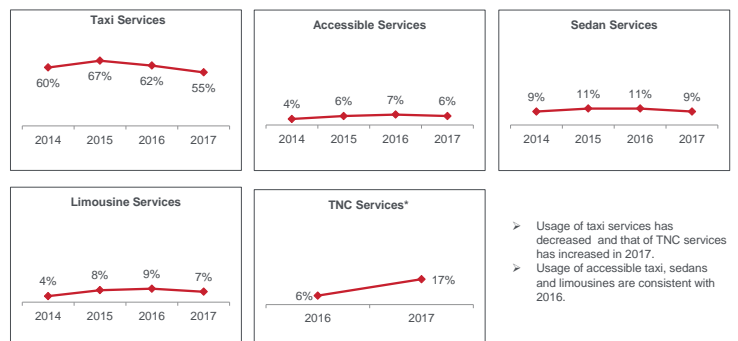 Taxi Services
60%
67%
62%
55%
2014 2015 2016 2017
Accessible Services
4%
6%
7%
6%
2014 2015 2016 2017
Sedan Services
9%
11%
11%
9%
2014 2015 2016 2017
Limousine Services
4%
8%
9%
7%
2014 2015 2016 2017
TNC Services*
6%
17%
2016 2017
➢ Usage of taxi services has
decreased and that of TNC services
has increased in 2017.
➢ Usage of accessible taxi, sedans
and limousines are consistent with
2016.